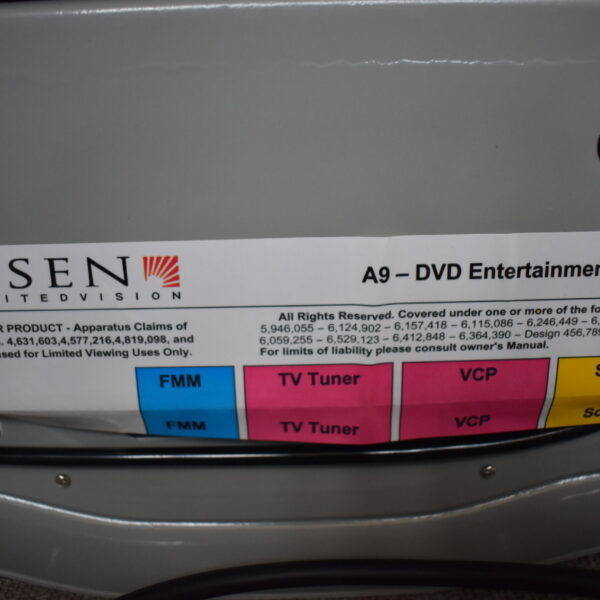 SEN
ITEDVISION
A9 – DVD Entertainmen
R PRODUCT - Apparatus Claims of
. 4,631,603,4,577,216,4,819,098, and
sed for Limited Viewing Uses Only.
All Rights Reserved. Covered under one or more of the fo
5,946,055 – 6,124,902 – 6,157,418 – 6,115,086 – 6,246,449 – 6,
6,059,255 – 6,529,123 – 6,412,848 – 6,364,390 – Design 456,789
For limits of liability please consult owner's Manual.
FMM
TV Tuner
VCP
S
FMM
TV Tuner
VCP
So